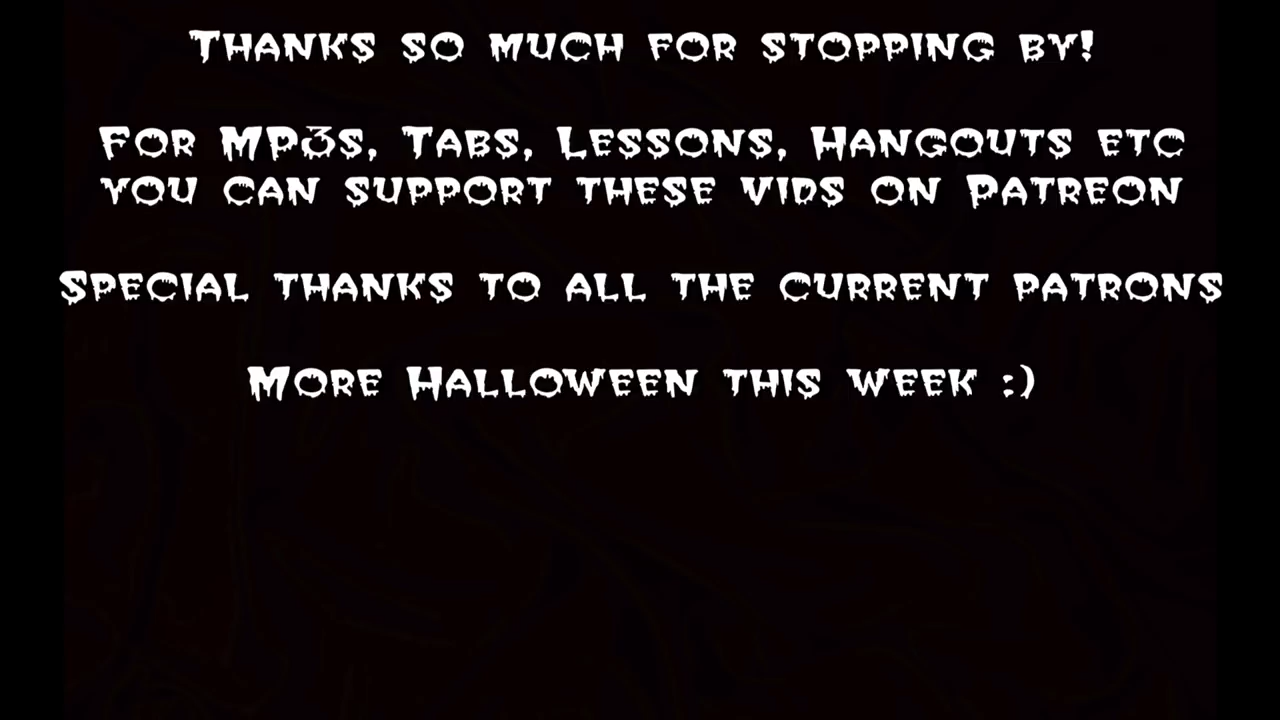 Thanks so much for stopping by!
For MP3s, Tabs, Lessons, Hangouts etc
you can support these vids on Patreon
Special thanks to all the current patrons
More Halloween this week :)